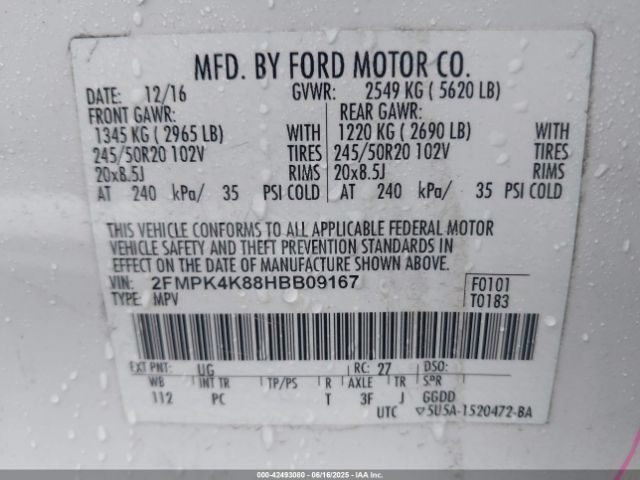 MFD. BY FORD MOTOR CO.
DATE: 12/16 GVWR: 2549 KG ( 5620 LB)
FRONT GAWR: REAR GAWR:
1345 KG ( 2965 LB) WITH 1220 KG ( 2690 LB) WITH
245/50R20 102V TIRES 245/50R20 102V TIRES
20x8.5J RIMS 20x8.5J RIMS
AT 240 kPa/ 35 PSI COLD AT 240 kPa/ 35 PSI COLD
THIS VEHICLE CONFORMS TO ALL APPLICABLE FEDERAL MOTOR
VEHICLE SAFETY AND THEFT PREVENTION STANDARDS IN
EFFECT ON THE DATE OF MANUFACTURE SHOWN ABOVE.
VIN: 2FMPK4K88HBB09167 F0101
TYPE: MPV T0183
EXT PNT: UG RC: 27 DSO:
WB INT TR TP/PS R AXLE TR SPR
112 PC T 3F J GGDD
UTC ▽5U5A-1520472-BA
000-42493080 - 06/16/2025 - IAAI.com